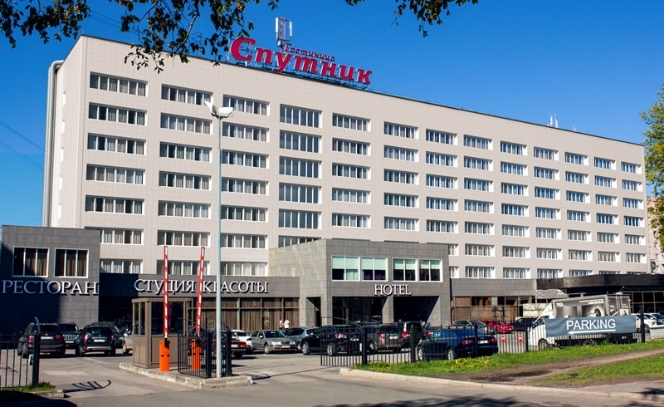 Гостиница
Спутник
РЕСТОРАН
СТУДИЯ КРАСОТЫ
HOTEL
PARKING